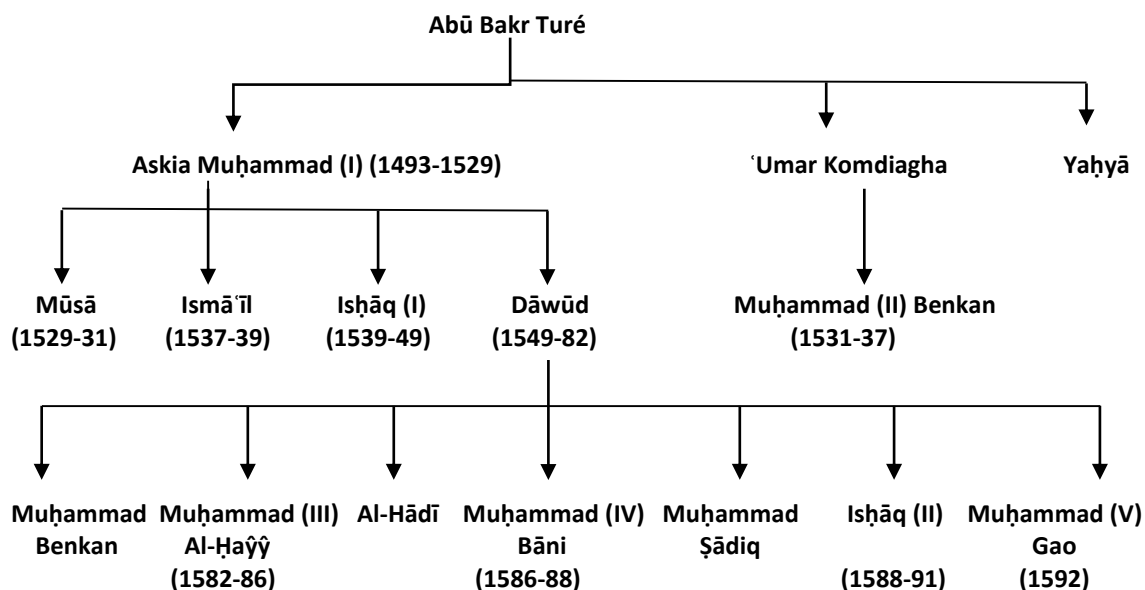 Abū Bakr Turé
Askia Muḥammad (I) (1493-1529)
ʿUmar Komdiagha
Yaḥyā
Mūsā
(1529-31)
Ismāʿīl
(1537-39)
Isḥāq (I)
(1539-49)
Dāwūd
(1549-82)
Muḥammad (II) Benkan
(1531-37)
Muḥammad
Benkan
Muḥammad (III)
Al-Ḥaŷŷ
(1582-86)
Al-Hādī
Muḥammad (IV)
Bāni
(1586-88)
Muḥammad
Ṣādiq
Isḥāq (II)
(1588-91)
Muḥammad (V)
Gao
(1592)